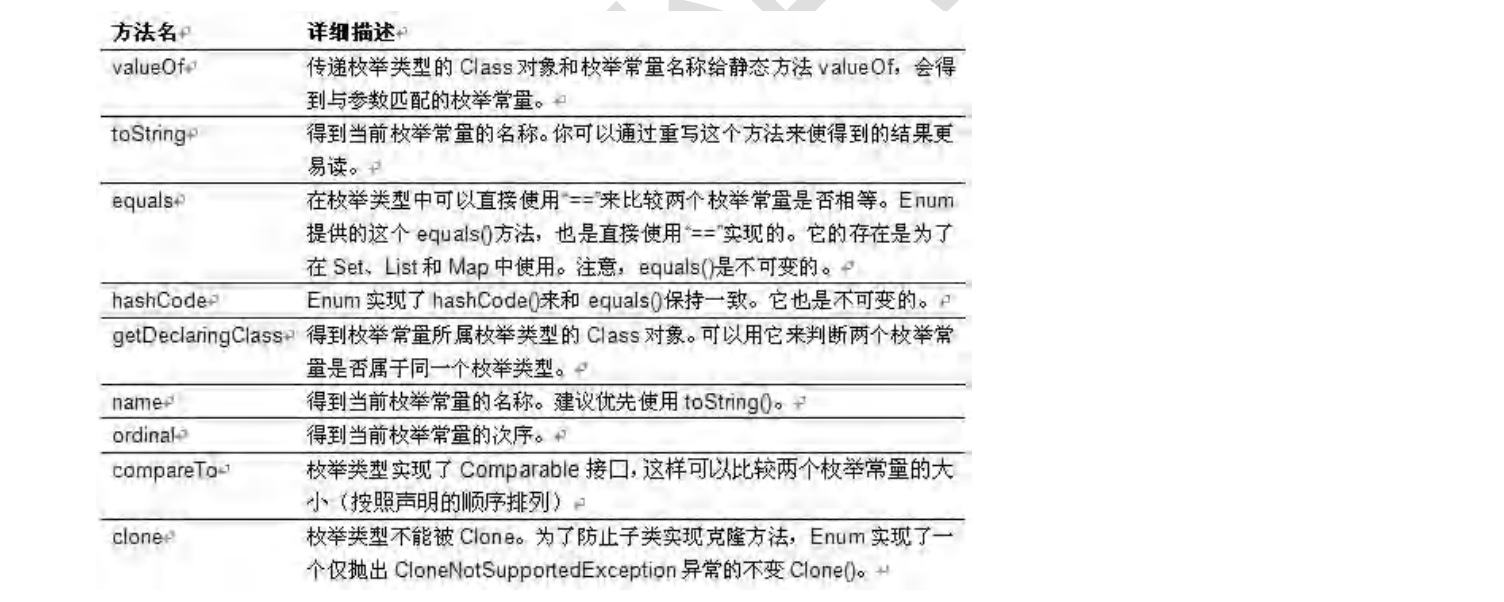 方法名 详细描述
valueOf 传递枚举类型的 Class 对象和枚举常量名称给静态方法 valueOf，会得
到与参数匹配的枚举常量。
toString 得到当前枚举常量的名称。你可以通过重写这个方法来使得到的结果更
易读。
equals 在枚举类型中可以直接使用“==”来比较两个枚举常量是否相等。Enum
提供的这个 equals()方法，也是直接使用“==”实现的。它的存在是为了
在 Set、List 和 Map 中使用。注意，equals()是不可变的。
hashCode Enum 实现了 hashCode()来和 equals()保持一致。它也是不可变的。
getDeclaringClass 得到枚举常量所属枚举类型的 Class 对象。可以用它来判断两个枚举常
量是否属于同一个枚举类型。
name 得到当前枚举常量的名称。建议优先使用 toString()。
ordinal 得到当前枚举常量的次序。
compareTo 枚举类型实现了 Comparable 接口，这样可以比较两个枚举常量的大
小（按照声明的顺序排列）
clone 枚举类型不能被 Clone。为了防止子类实现克隆方法，Enum 实现了一
个仅抛出 CloneNotSupportedException 异常的不变 Clone()。